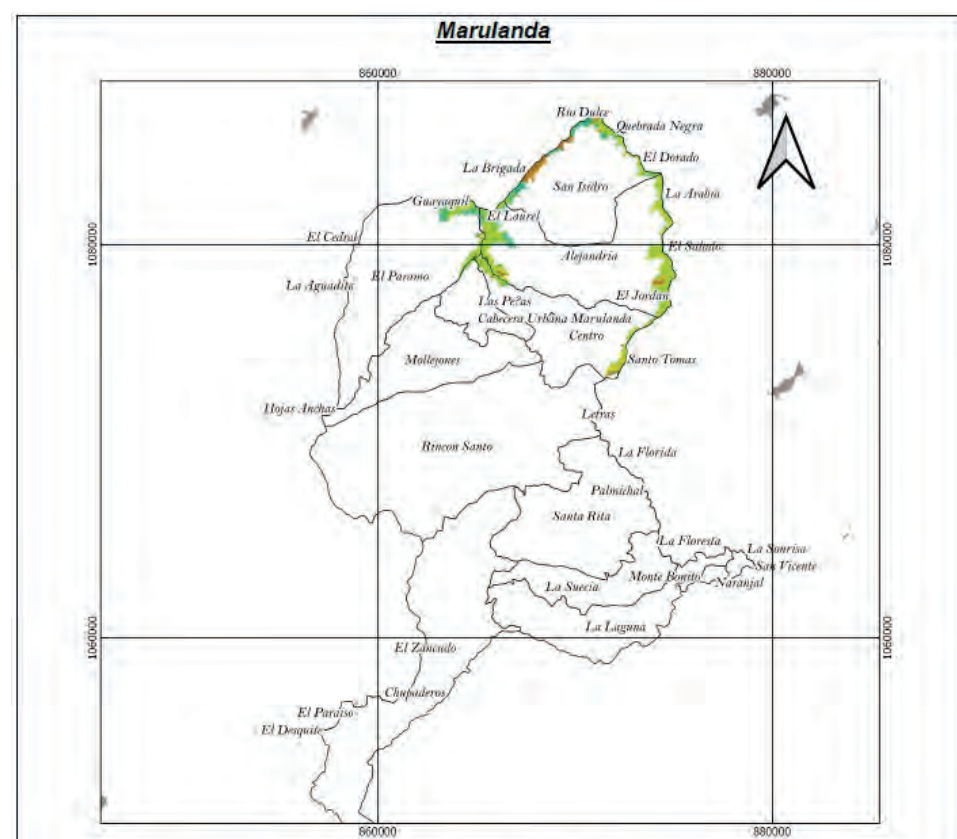 Marulanda
860000
880000
Rio Dulce
Quebrada Negra
El Dorado
La Brigada
San Isidro
La Arabia
Guayaquil
El Laurel
El Cedral
1080000
El Salado
1080000
Alejandria
El Paramo
La Aguadita
Las Pe?as
El Jordan
Cabecera Urbana Marulanda
Centro
Mollejones
Santo Tomas
Hojas Anchas
Letras
Rincon Santo
La Florida
Palmichal
Santa Rita
La Floresta
La Sonrisa
San Vicente
Monte Bonito
Naranjal
La Suecia
La Laguna
1060000
1060000
El Zancudo
Chupaderos
El Paraiso
El Desquite
860000
880000